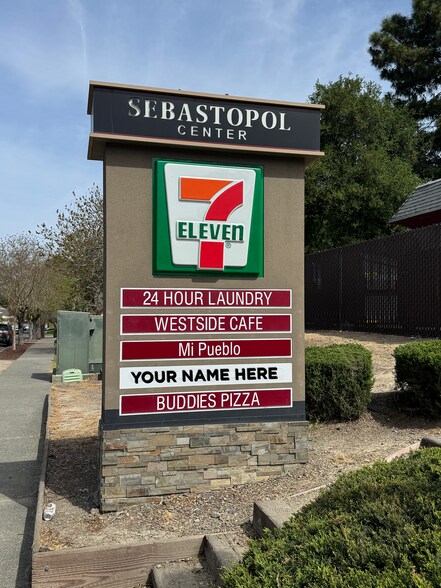 SEBASTOPOL
CENTER
7
ELEVEN
24 HOUR LAUNDRY
WESTSIDE CAFE
Mi Pueblo
YOUR NAME HERE
BUDDIES PIZZA